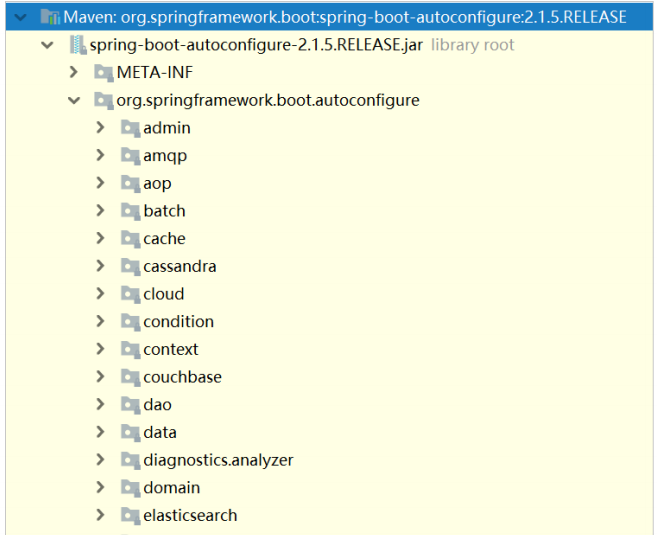 Maven: org.springframework.boot:spring-boot-autoconfigure:2.1.5.RELEASE
spring-boot-autoconfigure-2.1.5.RELEASE.jar library root
META-INF
org.springframework.boot.autoconfigure
admin
amqp
aop
batch
cache
cassandra
cloud
condition
context
couchbase
dao
data
diagnostics.analyzer
domain
elasticsearch